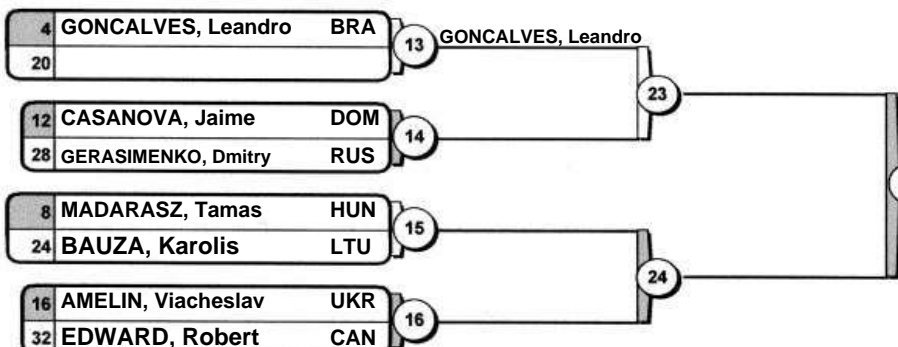 4 GONCALVES, Leandro BRA
13 GONCALVES, Leandro
20
23
12 CASANOVA, Jaime DOM
14
28 GERASIMENKO, Dmitry RUS
8 MADARASZ, Tamas HUN
15
24 BAUZA, Karolis LTU
24
16 AMELIN, Viacheslav UKR
16
32 EDWARD, Robert CAN